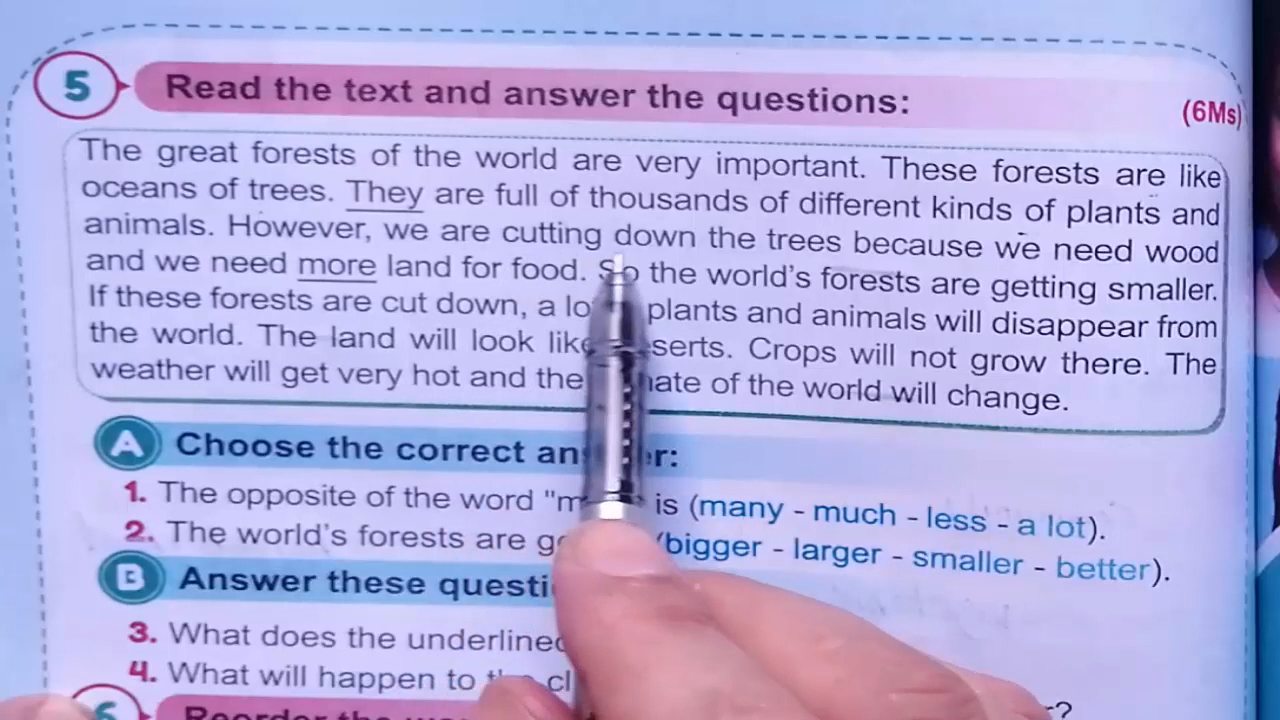 5 Read the text and answer the questions: (6Ms)
The great forests of the world are very important. These forests are like
oceans of trees. They are full of thousands of different kinds of plants and
animals. However, we are cutting down the trees because we need wood
and we need more land for food. So the world's forests are getting smaller.
If these forests are cut down, a lo plants and animals will disappear from
the world. The land will look like serts. Crops will not grow there. The
weather will get very hot and the ate of the world will change.
A Choose the correct an er:
1. The opposite of the word "m is (many - much - less - a lot).
2. The world's forests are g (bigger - larger - smaller - better).
B Answer these questi
3. What does the underlined
4. What will happen to cl ?
6 Reorder the